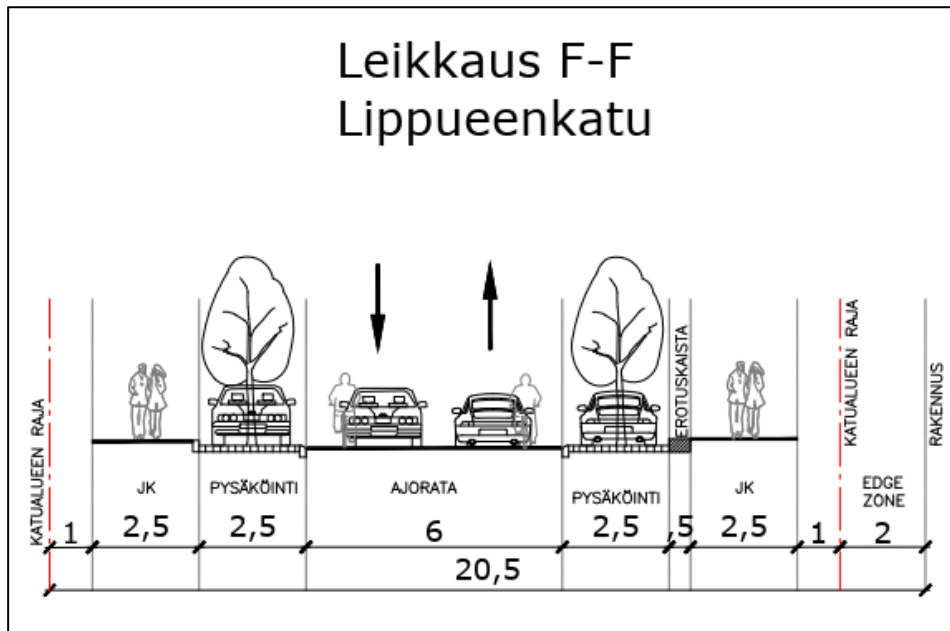 Leikkaus F-F
Lippueenkatu
KATUALUEEN RAJA
EROTUSKAISTA
KATUALUEEN RAJA
RAKENNUS
JK
PYSÄKÖINTI
AJORATA
PYSÄKÖINTI
JK
EDGE
ZONE
1 2,5 2,5 6 2,5 ,5 2,5 1 2
20,5